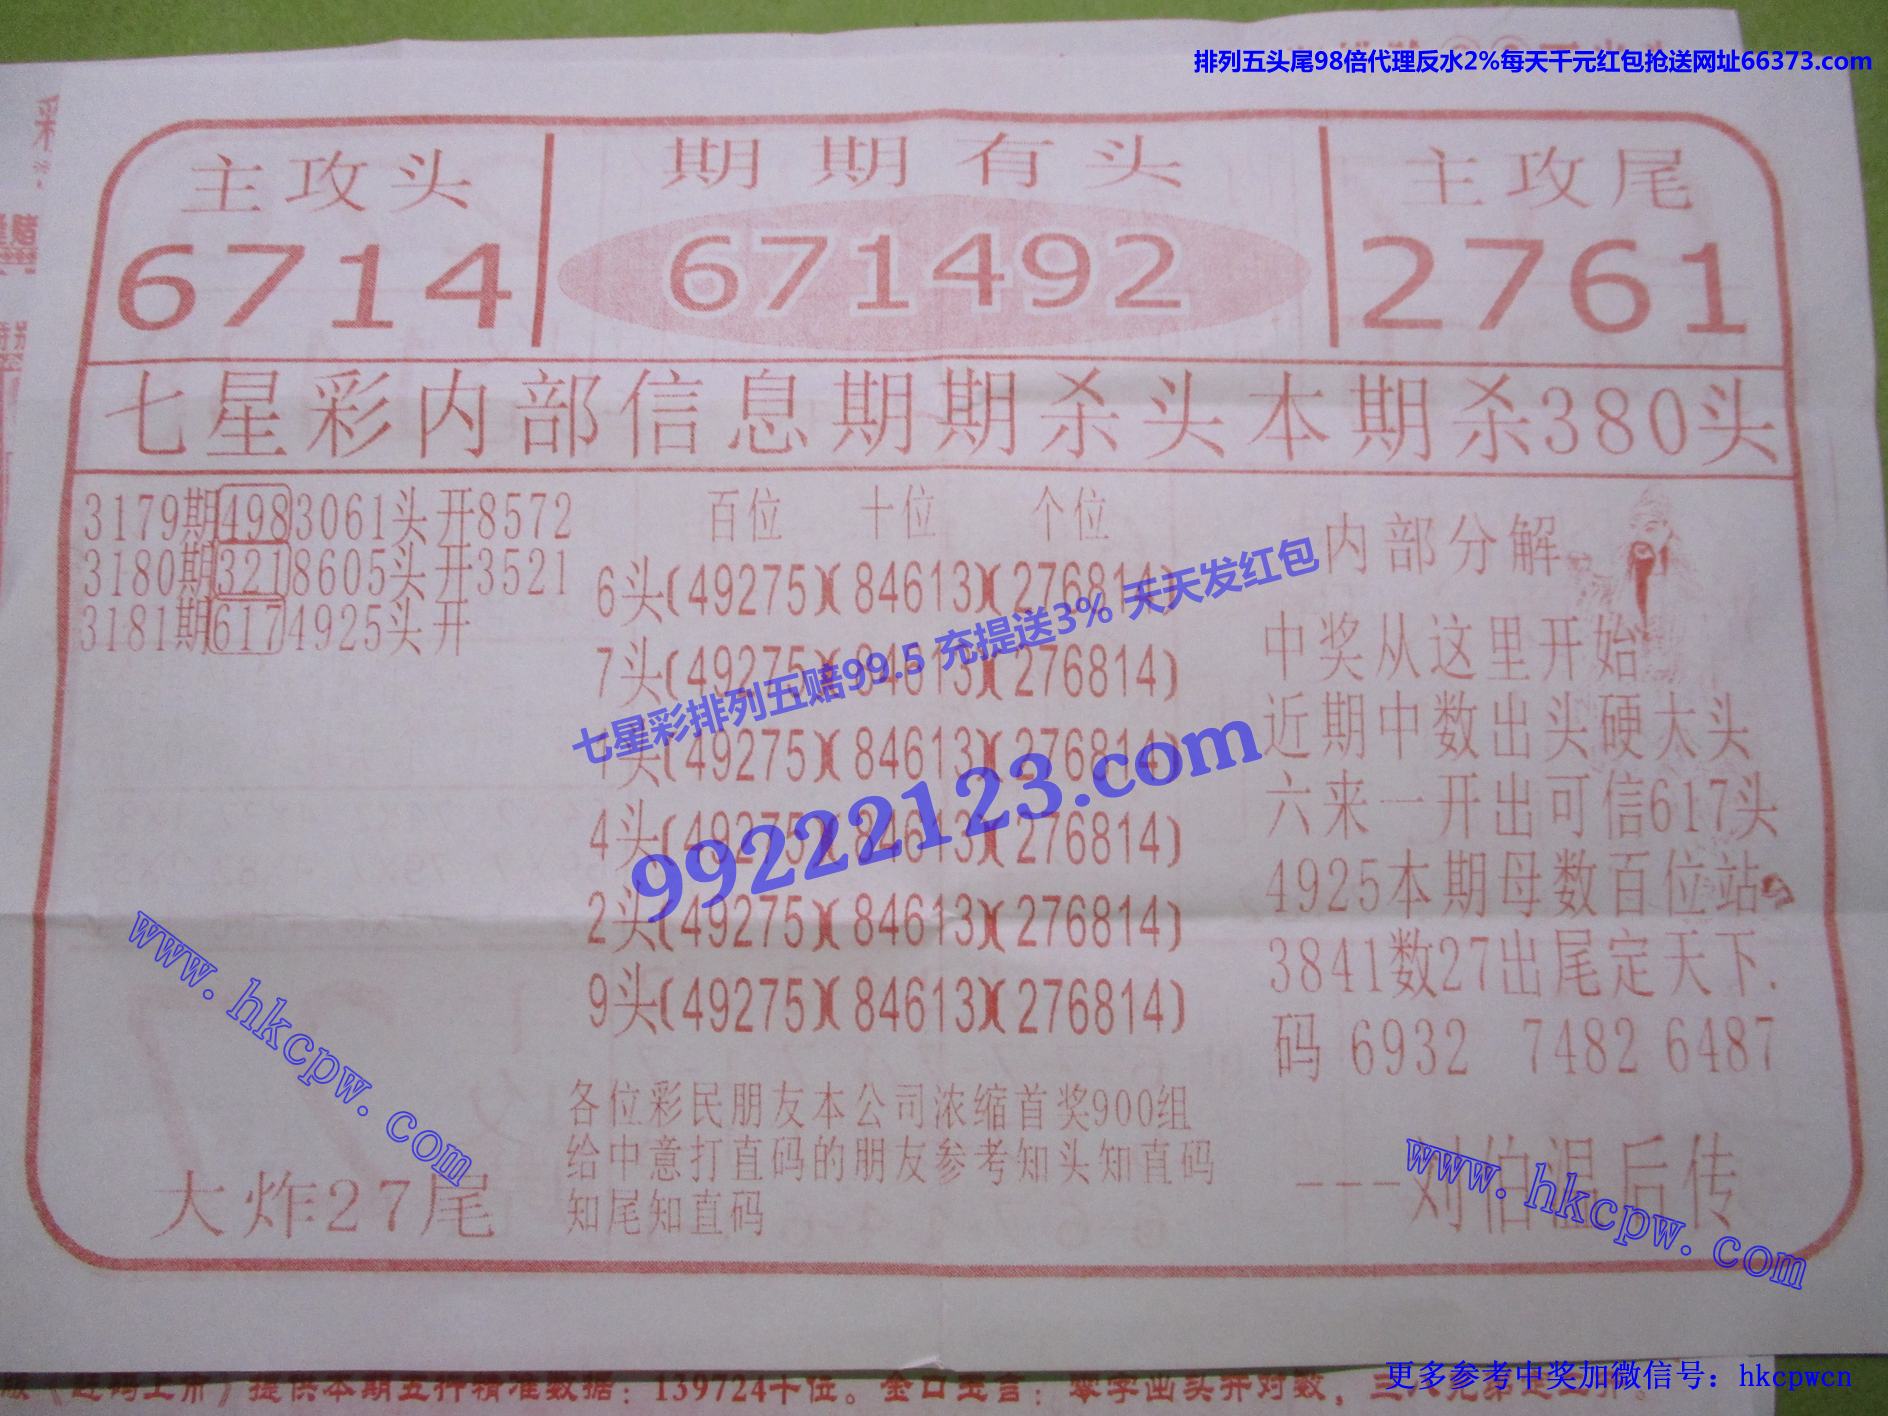 排列五头尾98倍代理反水2%每天千元红包抢送网址66373.com
主攻头
期期有头
主攻尾
6714
671492
2761
七星彩内部信息期期杀头本期杀380头
3179期4983061头开8572
3180期3218605头开3521
3181期6174925头开
百位 十位 个位
6头(49275)(84613)(276814)
7头(49275)(84613)(276814)
1头(49275)(84613)(276814)
4头(49275)(84613)(276814)
2头(49275)(84613)(276814)
9头(49275)(84613)(276814)
内部分解
中奖从这里开始
近期中数出头硬太头
六来一开出可信617头
4925本期母数百位站
3841数27出尾定天下.
码 6932 7482 6487
---刘伯温后传
七星彩排列五赔99.5 充提送3% 天天发红包
99222123.com
www.hkcpw.com
大炸27尾
各位彩民朋友本公司浓缩首奖900组
给中意打直码的朋友参考知头知直码
知尾知直码
www.hkcpw.com
提供本期五行精准数据：139724十位。金口玉言：
更多参考中奖加微信号：hkcpwcn